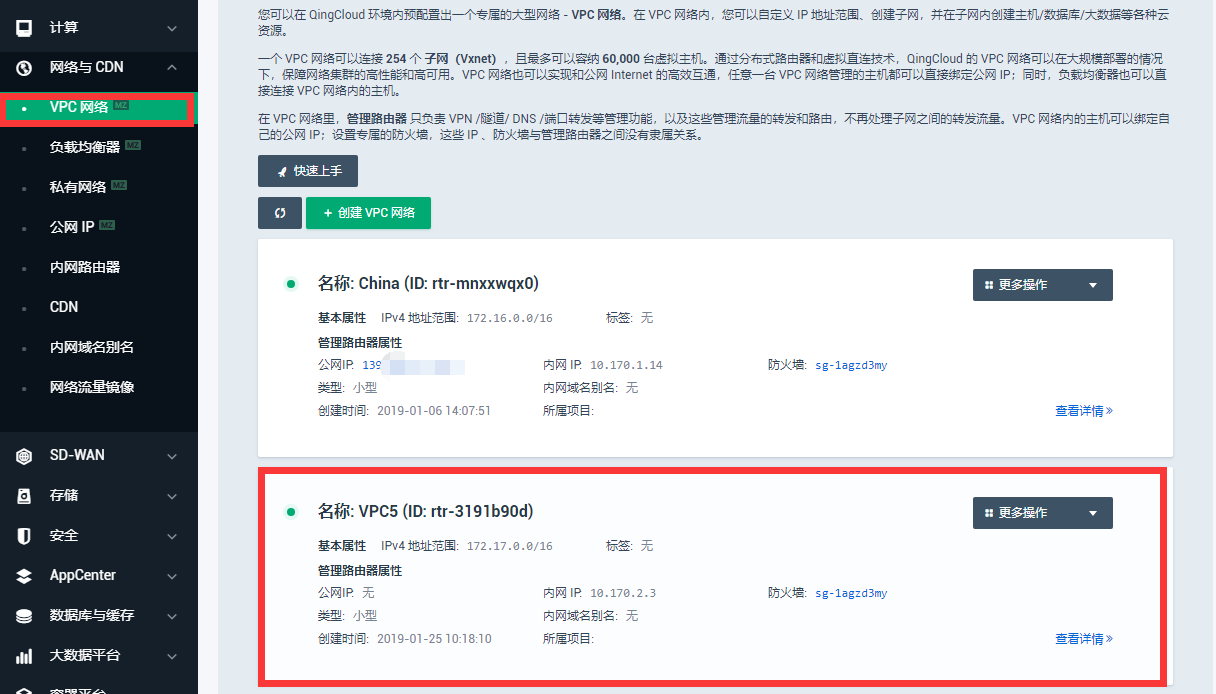 计算
网络与 CDN
VPC 网络 MZ
负载均衡器 MZ
私有网络 MZ
公网 IP MZ
内网路由器
CDN
内网域名别名
网络流量镜像
SD-WAN
存储
安全
AppCenter
数据库与缓存
大数据平台
容器平台
您可以在 QingCloud 环境内预配置出一个专属的大型网络 - VPC 网络。在 VPC 网络内，您可以自定义 IP 地址范围、创建子网，并在子网内创建主机/数据库/大数据等各种云
资源。
一个 VPC 网络可以连接 254 个 子网（Vxnet），且最多可以容纳 60,000 台虚拟主机。通过分布式路由器和虚拟直连技术，QingCloud 的 VPC 网络可以在大规模部署的情况
下，保障网络集群的高性能和高可用。VPC 网络也可以实现和公网 Internet 的高效互通，任意一台 VPC 网络管理的主机都可以直接绑定公网 IP；同时，负载均衡器也可以直
接连接 VPC 网络内的主机。
在 VPC 网络里，管理路由器 只负责 VPN /隧道/ DNS /端口转发等管理功能，以及这些管理流量的转发和路由，不再处理子网之间的转发流量。VPC 网络内的主机可以绑定自
己的公网 IP；设置专属的防火墙，这些 IP 、防火墙与管理路由器之间没有隶属关系。
快速上手
+ 创建 VPC 网络
名称: China (ID: rtr-mnxxwqx0)
更多操作
基本属性 IPv4 地址范围: 172.16.0.0/16 标签: 无
管理路由器属性
公网IP: 139 内网 IP: 10.170.1.14 防火墙: sg-1agzd3my
类型: 小型 内网域名别名: 无
创建时间: 2019-01-06 14:07:51 所属项目: 查看详情»
名称: VPC5 (ID: rtr-3191b90d)
更多操作
基本属性 IPv4 地址范围: 172.17.0.0/16 标签: 无
管理路由器属性
公网IP: 无 内网 IP: 10.170.2.3 防火墙: sg-1agzd3my
类型: 小型 内网域名别名: 无
创建时间: 2019-01-25 10:18:10 所属项目: 查看详情»